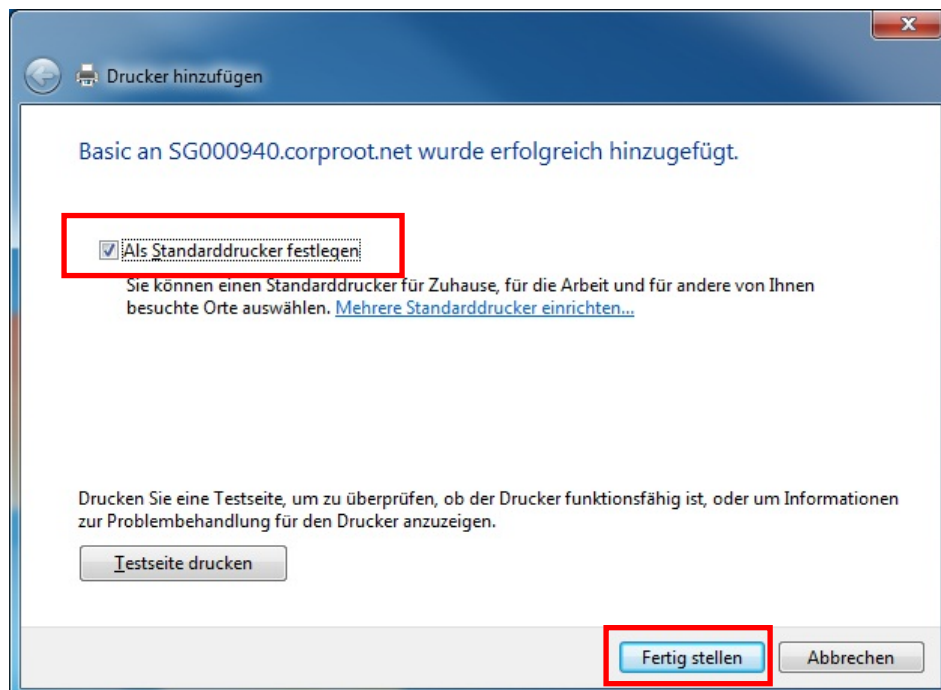 Drucker hinzufügen
Basic an SG000940.corproot.net wurde erfolgreich hinzugefügt.
Als Standarddrucker festlegen
Sie können einen Standarddrucker für Zuhause, für die Arbeit und für andere von Ihnen
besuchte Orte auswählen. Mehrere Standarddrucker einrichten...
Drucken Sie eine Testseite, um zu überprüfen, ob der Drucker funktionsfähig ist, oder um Informationen
zur Problembehandlung für den Drucker anzuzeigen.
Testseite drucken
Fertig stellen Abbrechen